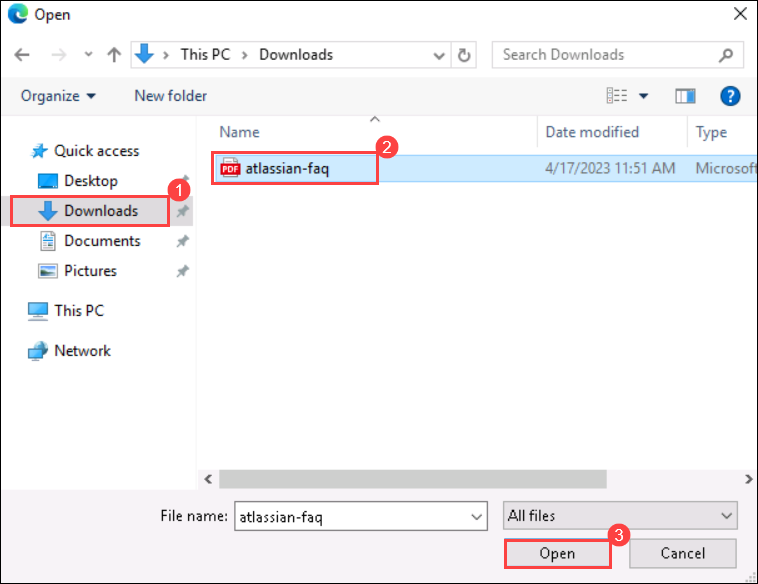 Open
This PC > Downloads
Search Downloads
Organize
New folder
?
Name
Date modified
Type
2
PDF atlassian-faq
4/17/2023 11:51 AM
Microsoft
Quick access
Desktop
1
Downloads
Documents
Pictures
This PC
Network
File name:
atlassian-faq
All files
3
Open
Cancel